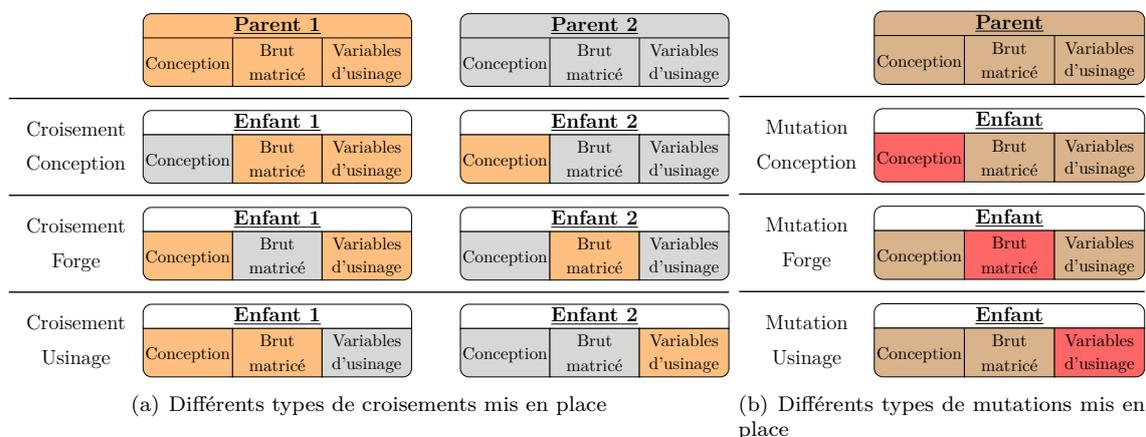 Parent 1
Conception
Brut
matricé
Variables
d'usinage
Parent 2
Conception
Brut
matricé
Variables
d'usinage
Croisement
Conception
Enfant 1
Conception
Brut
matricé
Variables
d'usinage
Enfant 2
Conception
Brut
matricé
Variables
d'usinage
Croisement
Forge
Enfant 1
Conception
Brut
matricé
Variables
d'usinage
Enfant 2
Conception
Brut
matricé
Variables
d'usinage
Croisement
Usinage
Enfant 1
Conception
Brut
matricé
Variables
d'usinage
Enfant 2
Conception
Brut
matricé
Variables
d'usinage
(a) Différents types de croisements mis en place
Parent
Conception
Brut
matricé
Variables
d'usinage
Mutation
Conception
Enfant
Conception
Brut
matricé
Variables
d'usinage
Mutation
Forge
Enfant
Conception
Brut
matricé
Variables
d'usinage
Mutation
Usinage
Enfant
Conception
Brut
matricé
Variables
d'usinage
(b) Différents types de mutations mis en
place